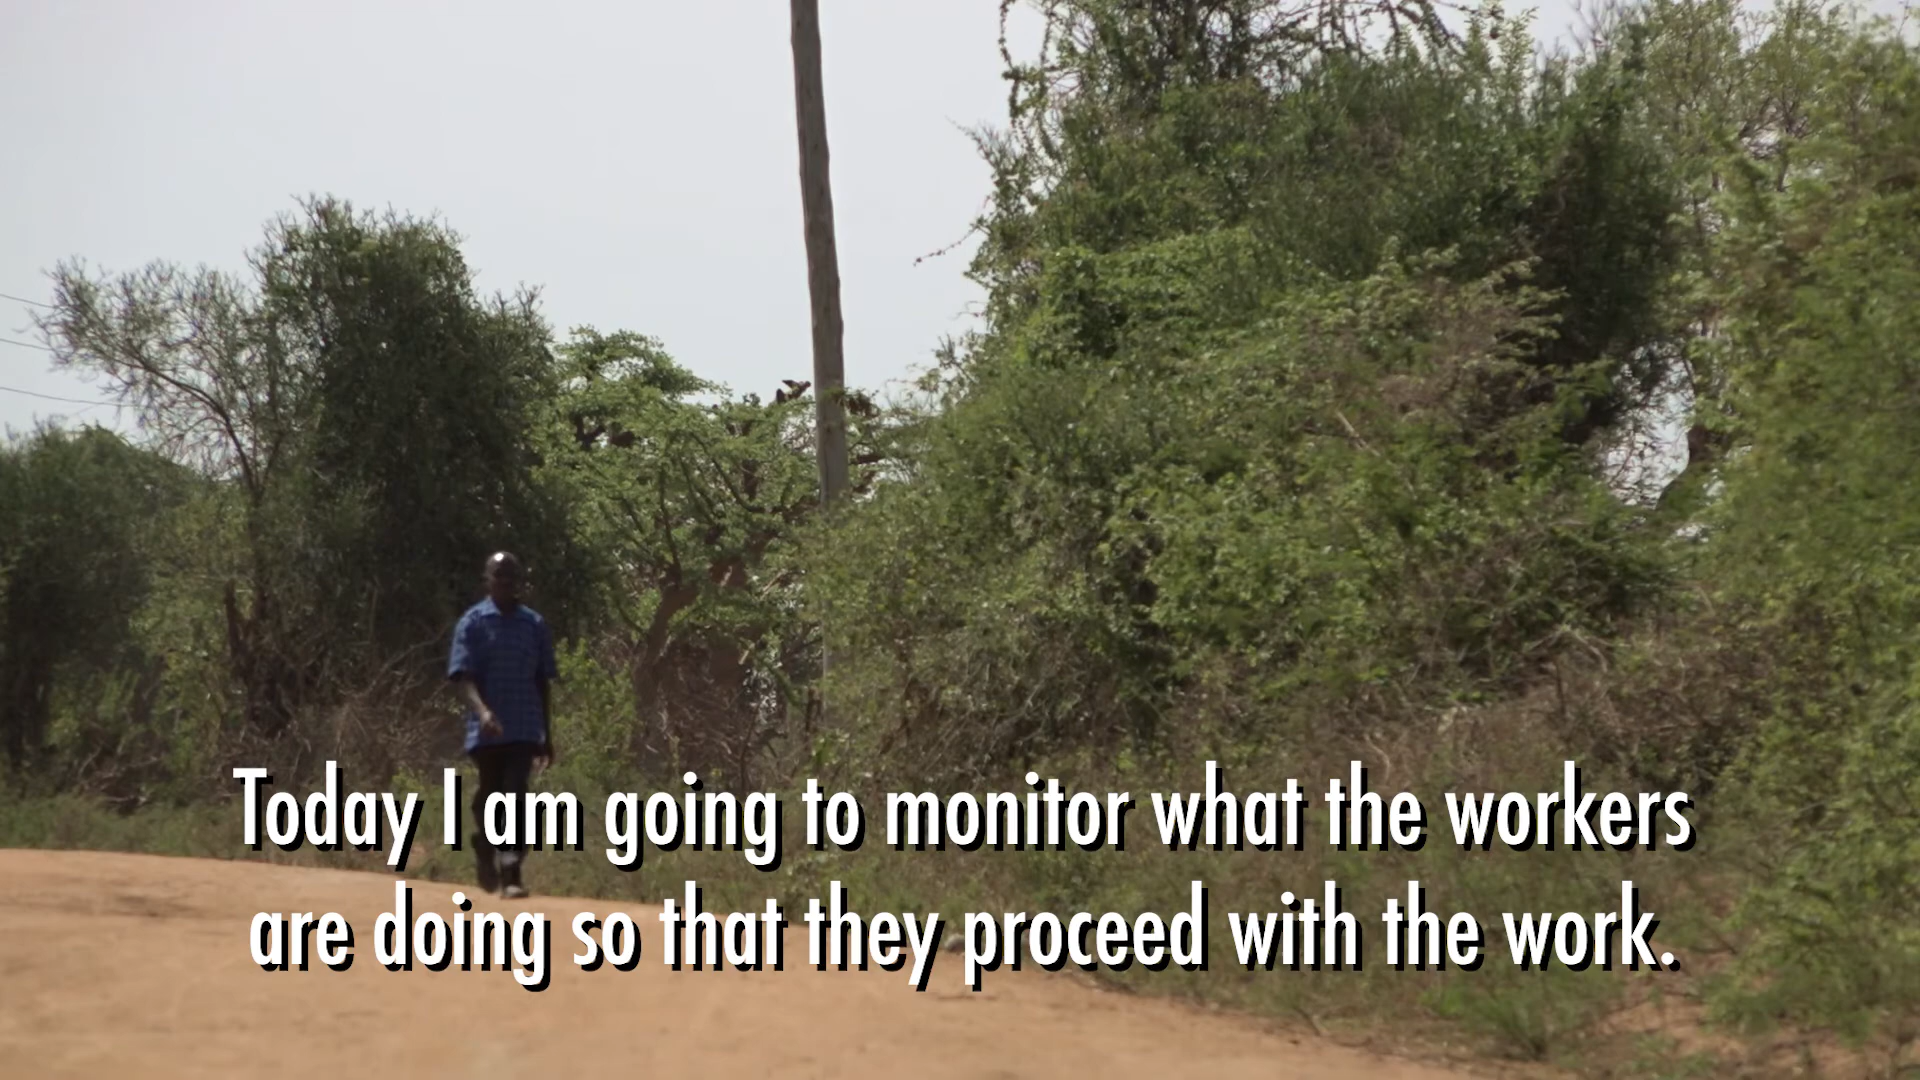 Today I am going to monitor what the workers
are doing so that they proceed with the work.